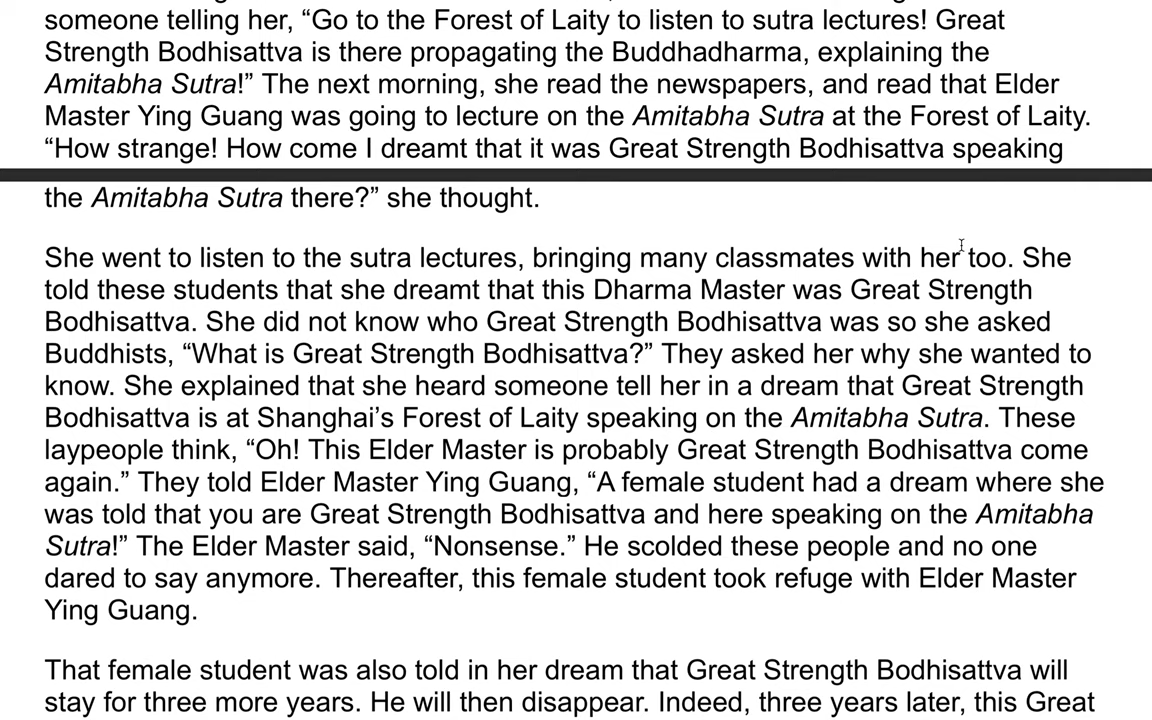 someone telling her, “Go to the Forest of Laity to listen to sutra lectures! Great
Strength Bodhisattva is there propagating the Buddhadharma, explaining the
Amitabha Sutra!” The next morning, she read the newspapers, and read that Elder
Master Ying Guang was going to lecture on the Amitabha Sutra at the Forest of Laity.
“How strange! How come I dreamt that it was Great Strength Bodhisattva speaking
the Amitabha Sutra there?” she thought.
She went to listen to the sutra lectures, bringing many classmates with her too. She
told these students that she dreamt that this Dharma Master was Great Strength
Bodhisattva. She did not know who Great Strength Bodhisattva was so she asked
Buddhists, “What is Great Strength Bodhisattva?” They asked her why she wanted to
know. She explained that she heard someone tell her in a dream that Great Strength
Bodhisattva is at Shanghai’s Forest of Laity speaking on the Amitabha Sutra. These
laypeople think, “Oh! This Elder Master is probably Great Strength Bodhisattva come
again.” They told Elder Master Ying Guang, “A female student had a dream where she
was told that you are Great Strength Bodhisattva and here speaking on the Amitabha
Sutra!” The Elder Master said, “Nonsense.” He scolded these people and no one
dared to say anymore. Thereafter, this female student took refuge with Elder Master
Ying Guang.
That female student was also told in her dream that Great Strength Bodhisattva will
stay for three more years. He will then disappear. Indeed, three years later, this Great